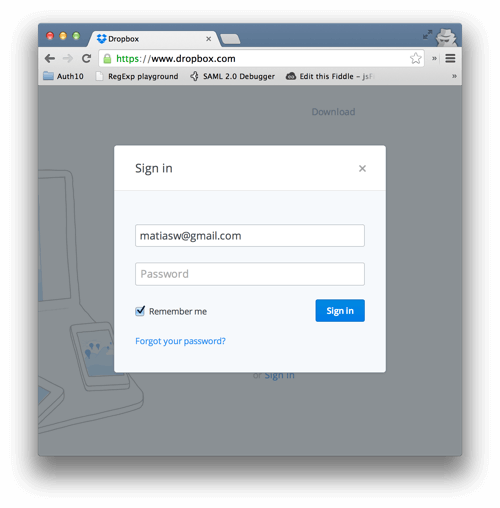 Dropbox
https://www.dropbox.com
Auth10 RegExp playground SAML 2.0 Debugger Edit this Fiddle - jsF
Download
Sign in
matiasw@gmail.com
Password
Remember me
Sign in
Forgot your password?
or Sign in